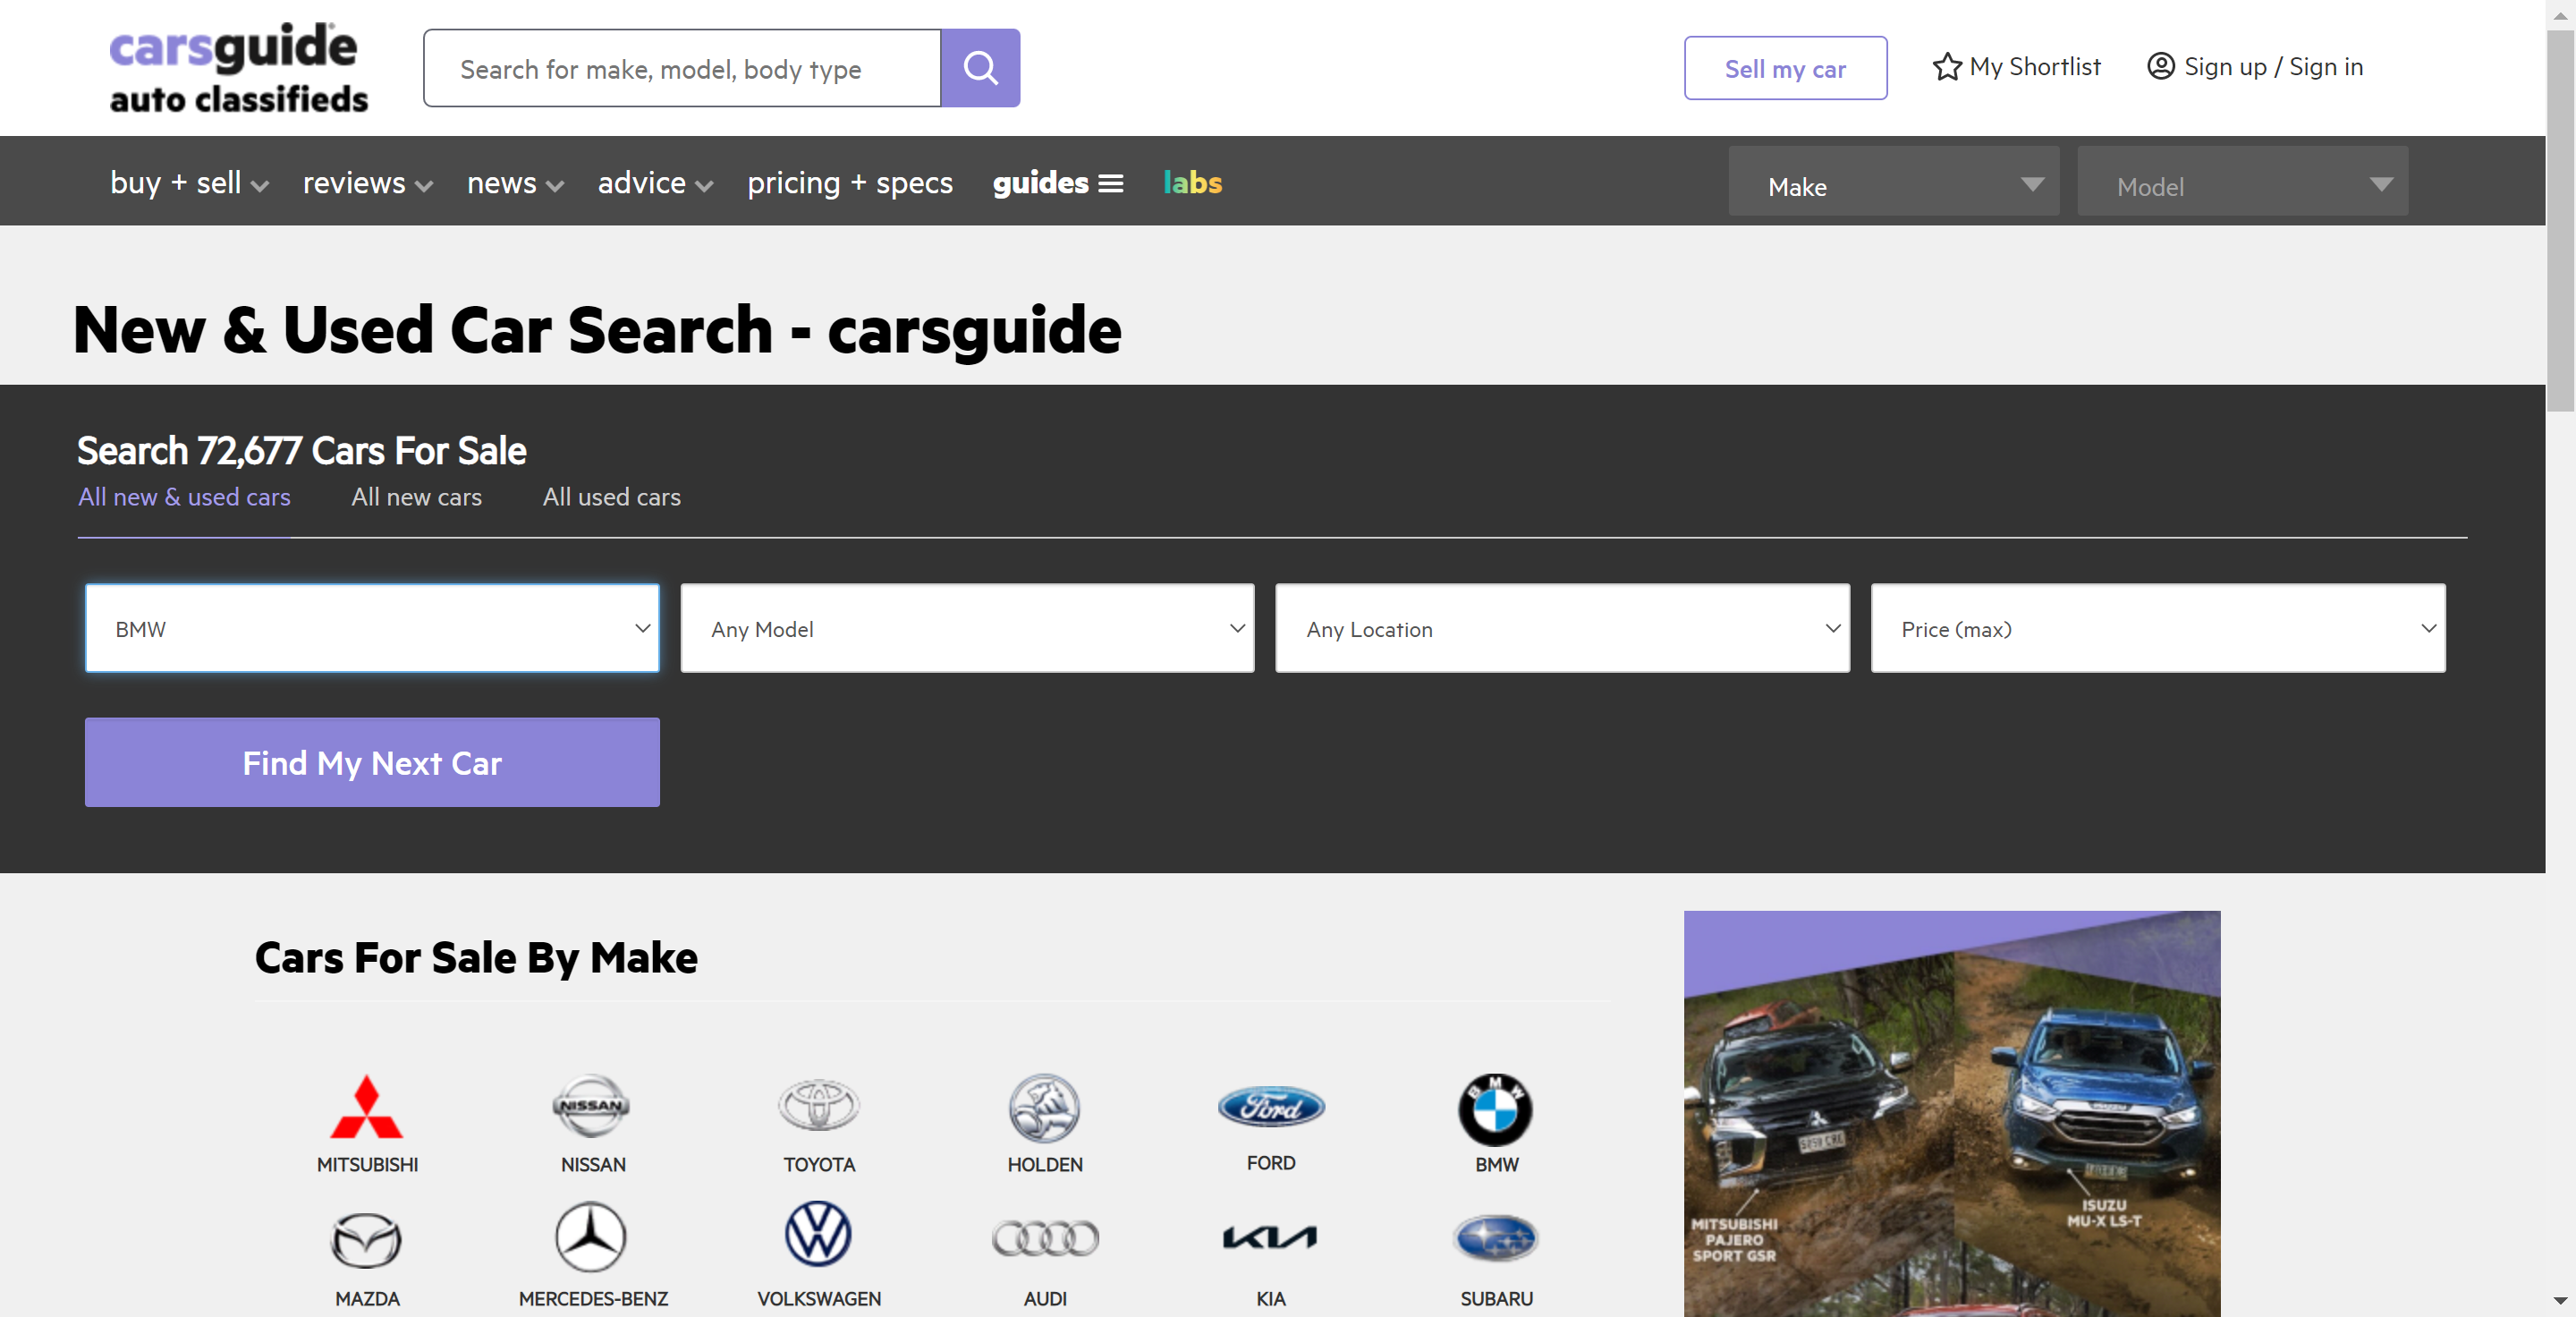 carsguide
auto classifieds
Search for make, model, body type
Sell my car
My Shortlist
Sign up / Sign in
buy + sell
reviews
news
advice
pricing + specs
guides
labs
Make
Model
New & Used Car Search - carsguide
Search 72,677 Cars For Sale
All new & used cars
All new cars
All used cars
BMW
Any Model
Any Location
Price (max)
Find My Next Car
Cars For Sale By Make
NISSAN
Ford
BMW
MITSUBISHI
NISSAN
TOYOTA
HOLDEN
FORD
BMW
KIA
MAZDA
MERCEDES-BENZ
VOLKSWAGEN
AUDI
KIA
SUBARU
MITSUBISHI
PAJERO
SPORT GSR
ISUZU
MU-X LS-T